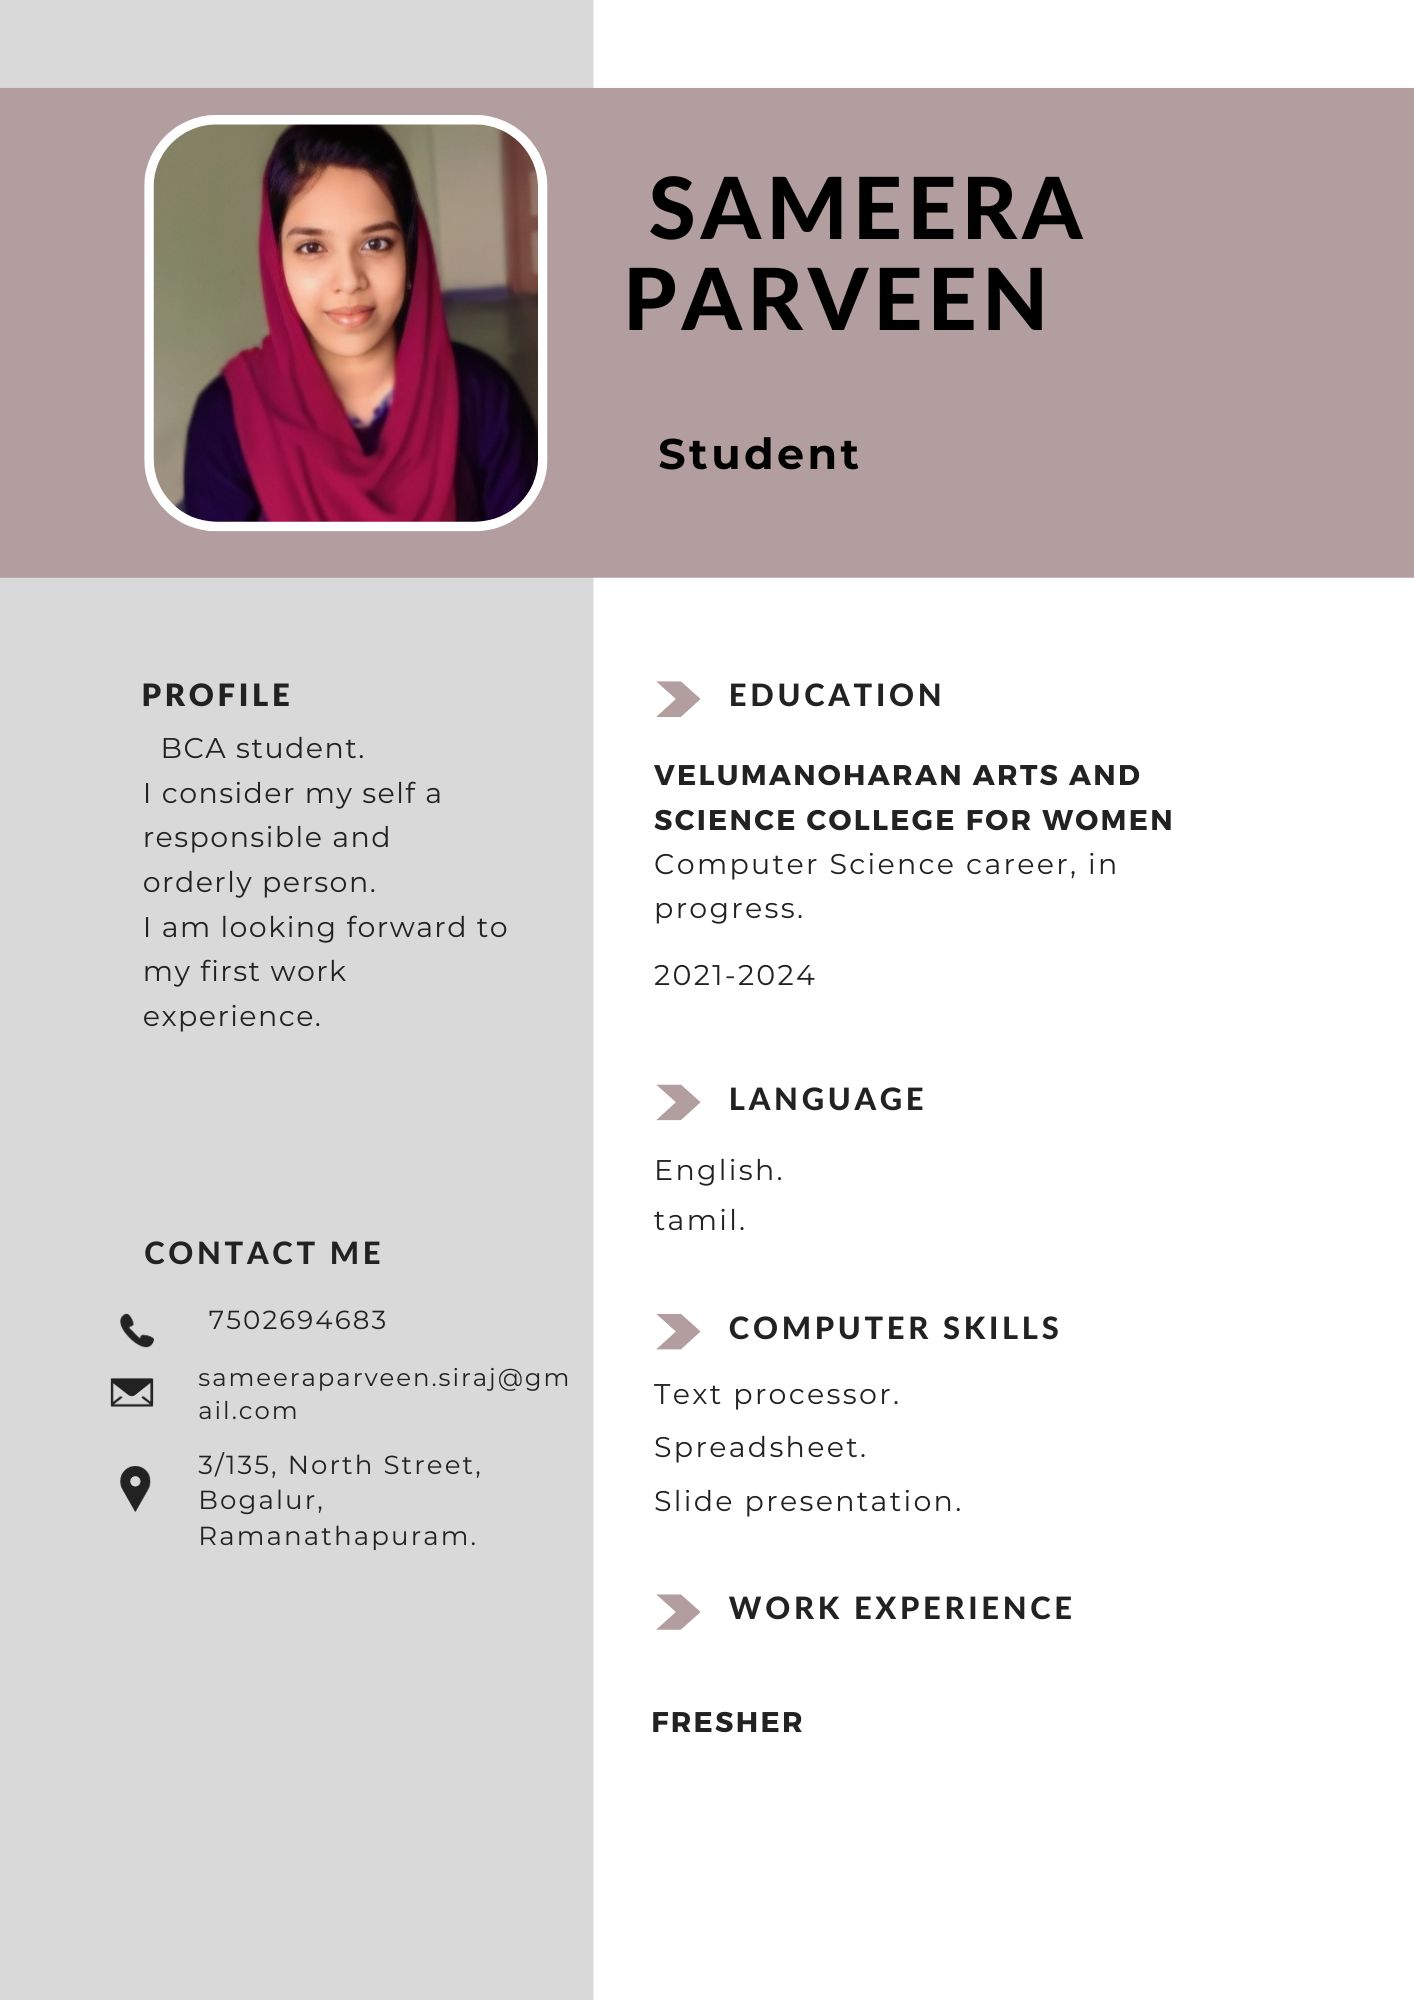 SAMEERA
PARVEEN
Student
PROFILE
BCA student.
I consider my self a
responsible and
orderly person.
I am looking forward to
my first work
experience.
CONTACT ME
7502694683
sameeraparveen.siraj@gm
ail.com
3/135, North Street,
Bogalur,
Ramanathapuram.
EDUCATION
VELUMANOHARAN ARTS AND
SCIENCE COLLEGE FOR WOMEN
Computer Science career, in
progress.
2021-2024
LANGUAGE
English.
tamil.
COMPUTER SKILLS
Text processor.
Spreadsheet.
Slide presentation.
WORK EXPERIENCE
FRESHER